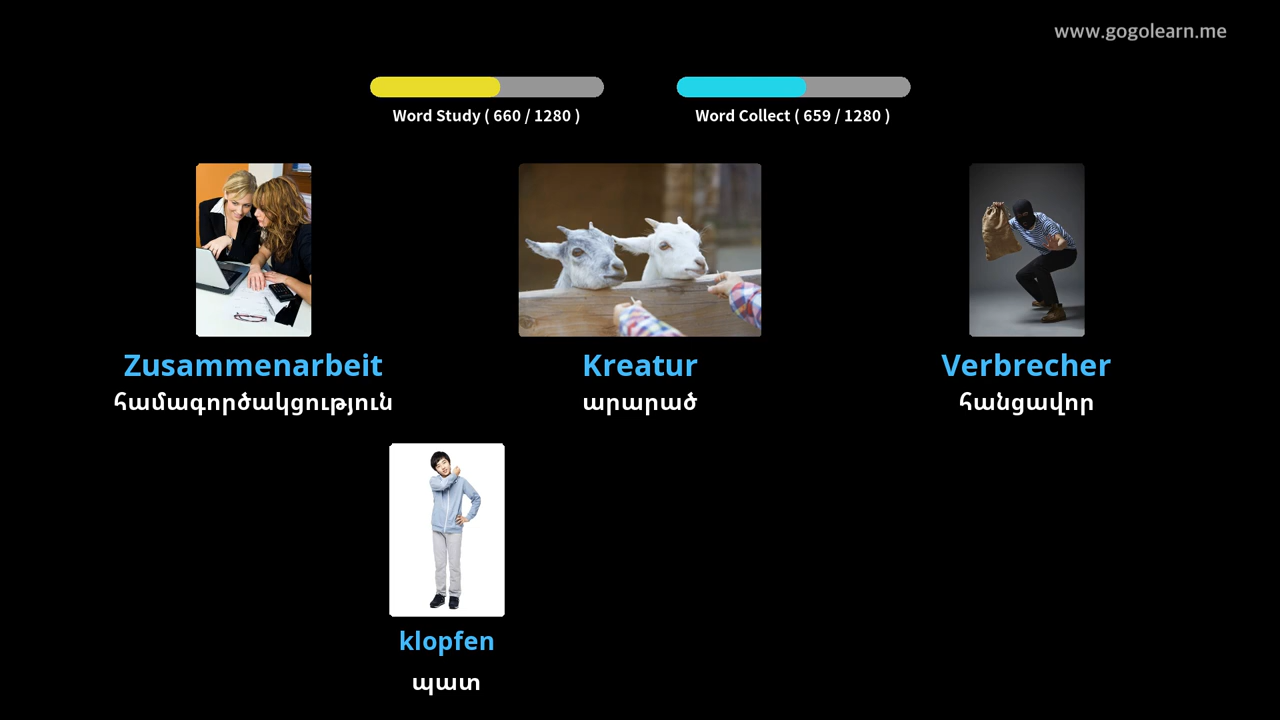 www.gogolearn.me
Word Study ( 660 / 1280 )
Word Collect ( 659 / 1280 )
Zusammenarbeit
համագործակցություն
Kreatur
արարած
Verbrecher
հանցավոր
klopfen
պատ